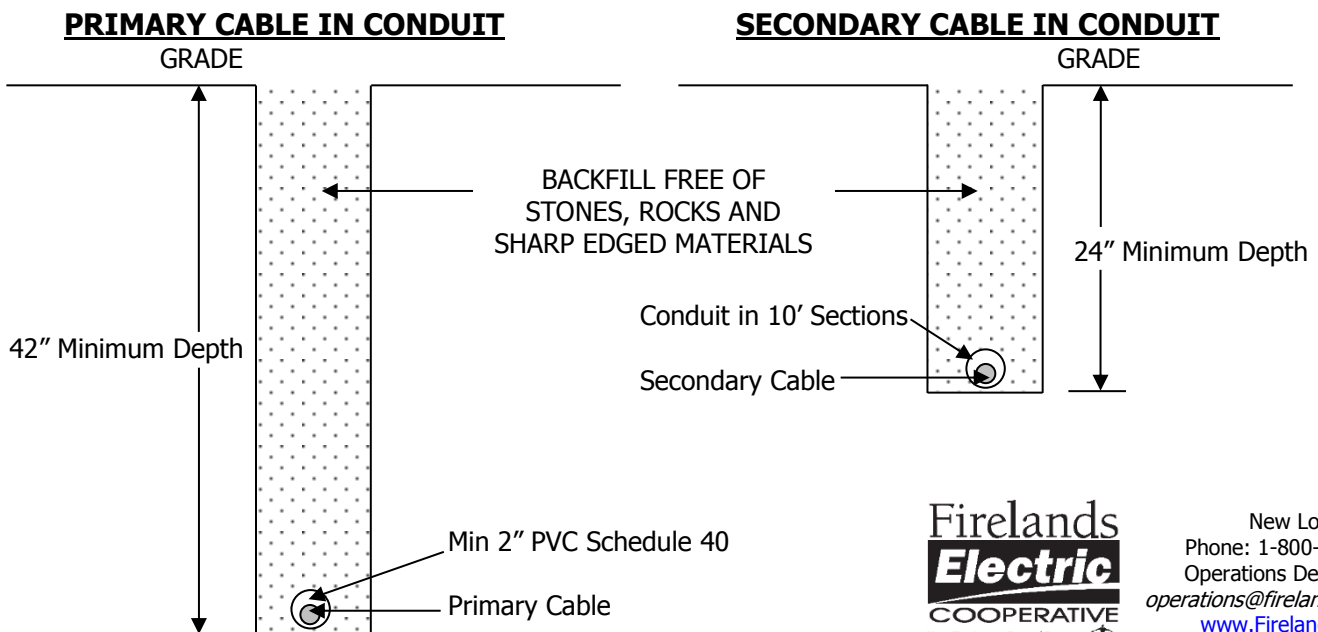 PRIMARY CABLE IN CONDUIT
GRADE
42” Minimum Depth
Min 2” PVC Schedule 40
Primary Cable
BACKFILL FREE OF
STONES, ROCKS AND
SHARP EDGED MATERIALS
SECONDARY CABLE IN CONDUIT
GRADE
24” Minimum Depth
Conduit in 10’ Sections
Secondary Cable
Firelands
Electric
COOPERATIVE
New Lo
Phone: 1-800-
Operations De
operations@firelan
www.Firelan